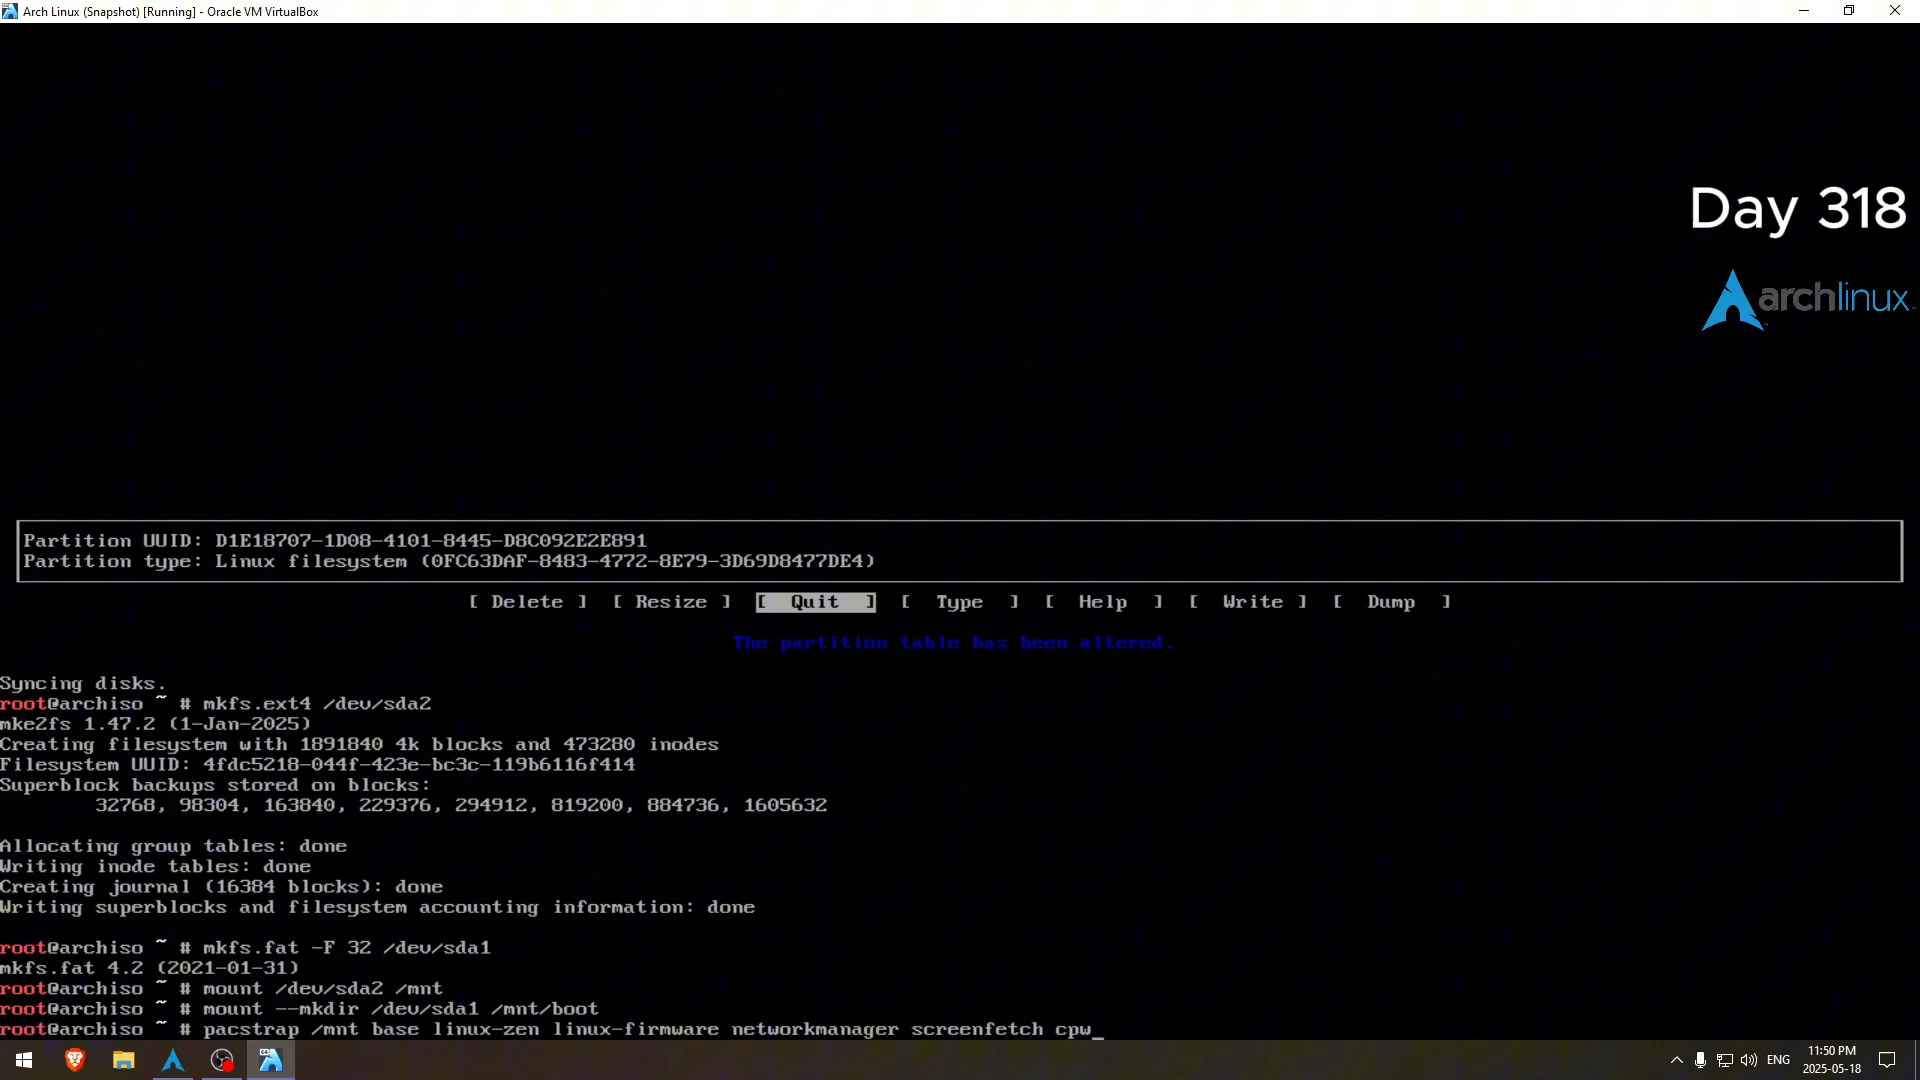 Arch Linux (Snapshot) [Running] - Oracle VM VirtualBox
Day 318
archlinux
Partition UUID: D1E18707-1D08-4101-8445-D8C092E2E891
Partition type: Linux filesystem (0FC63DAF-8483-4772-8E79-3D69D8477DE4)
[ Delete ] [ Resize ] [ Quit ] [ Type ] [ Help ] [ Write ] [ Dump ]
The partition table has been altered.
Syncing disks.
root@archiso ~ # mkfs.ext4 /dev/sda2
mke2fs 1.47.2 (1-Jan-2025)
Creating filesystem with 1891840 4k blocks and 473280 inodes
Filesystem UUID: 4fdc5218-044f-423e-bc3c-119b6116f414
Superblock backups stored on blocks:
32768, 98304, 163840, 229376, 294912, 819200, 884736, 1605632
Allocating group tables: done
Writing inode tables: done
Creating journal (16384 blocks): done
Writing superblocks and filesystem accounting information: done
root@archiso ~ # mkfs.fat -F 32 /dev/sda1
mkfs.fat 4.2 (2021-01-31)
root@archiso ~ # mount /dev/sda2 /mnt
root@archiso ~ # mount --mkdir /dev/sda1 /mnt/boot
root@archiso ~ # pacstrap /mnt base linux-zen linux-firmware networkmanager screenfetch cpw_
ENG
11:50 PM
2025-05-18